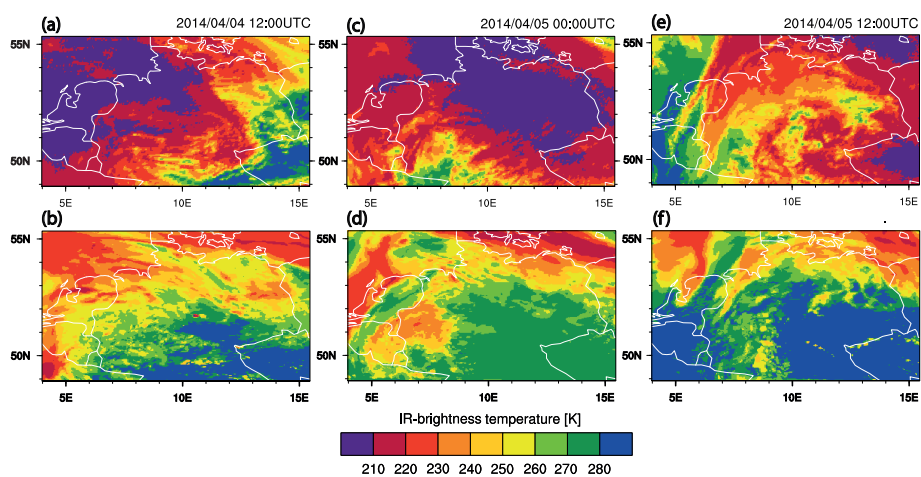 (a) 2014/04/04 12:00UTC (c) 2014/04/05 00:00UTC (e) 2014/04/05 12:00UTC
55N 55N 55N
50N 50N 50N
5E 10E 15E 5E 10E 15E 5E 10E 15E
(b) (d) (f)
55N 55N 55N
50N 50N 50N
5E 10E 15E 5E 10E 15E 5E 10E 15E
IR-brightness temperature [K]
210 220 230 240 250 260 270 280